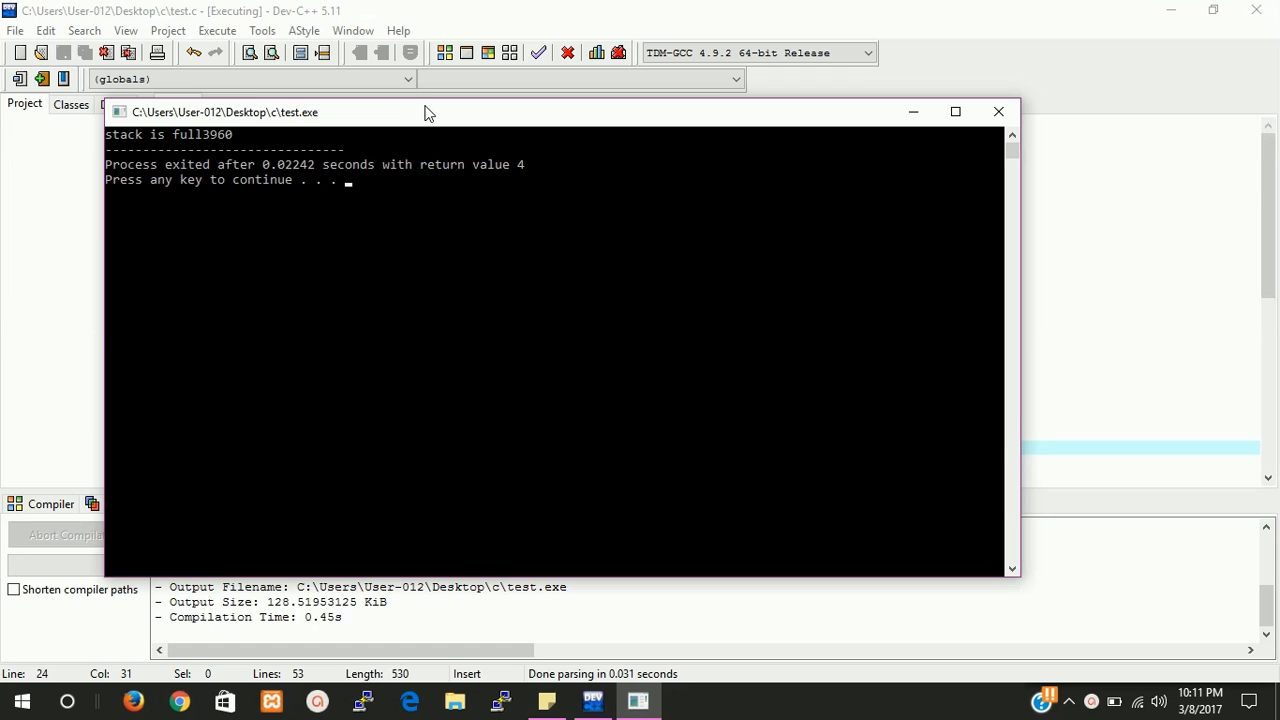 C:\Users\User-012\Desktop\c\test.c - [Executing] - Dev-C++ 5.11
File Edit Search View Project Execute Tools AStyle Window Help
TDM-GCC 4.9.2 64-bit Release
(globals)
Project Classes
C:\Users\User-012\Desktop\c\test.exe
stack is full3960
--------------------------------
Process exited after 0.02242 seconds with return value 4
Press any key to continue . . .
Compiler
Abort
Shorten compiler paths
- Output Filename: C:\Users\User-012\Desktop\c\test.exe
- Output Size: 128.51953125 KiB
- Compilation Time: 0.45s
Line: 24 Col: 31 Sel: 0 Lines: 53 Length: 530 Insert Done parsing in 0.031 seconds
10:11 PM
3/8/2017